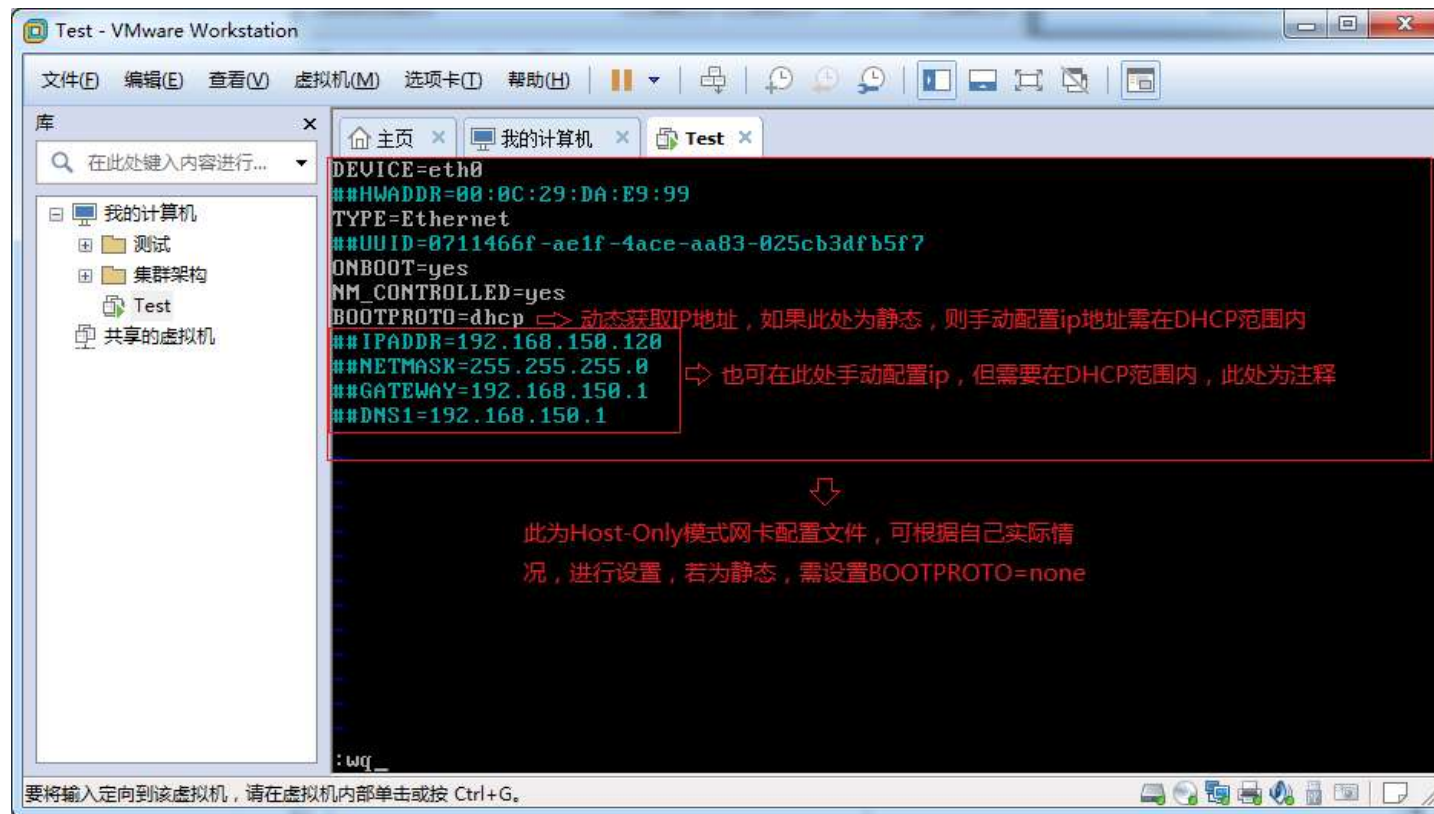 Test - VMware Workstation
文件(F) 编辑(E) 查看(V) 虚拟机(M) 选项卡(T) 帮助(H)
库
在此处键入内容进行...
我的计算机
测试
集群架构
Test
共享的虚拟机
主页 我的计算机 Test
DEVICE=eth0
##HWADDR=00:0C:29:DA:E9:99
TYPE=Ethernet
##UUID=0711466f-ae1f-4ace-aa83-025cb3dfb5f7
ONBOOT=yes
NM_CONTROLLED=yes
BOOTPROTO=dhcp 动态获取IP地址，如果此处为静态，则手动配置ip地址需在DHCP范围内
##IPADDR=192.168.150.120
##NETMASK=255.255.255.0
##GATEWAY=192.168.150.1
##DNS1=192.168.150.1
也可在此处手动配置ip，但需要在DHCP范围内，此处为注释
此为Host-Only模式网卡配置文件，可根据自己实际情
况，进行设置，若为静态，需设置BOOTPROTO=none
:wq_
要将输入定向到该虚拟机，请在虚拟机内部单击或按 Ctrl+G。